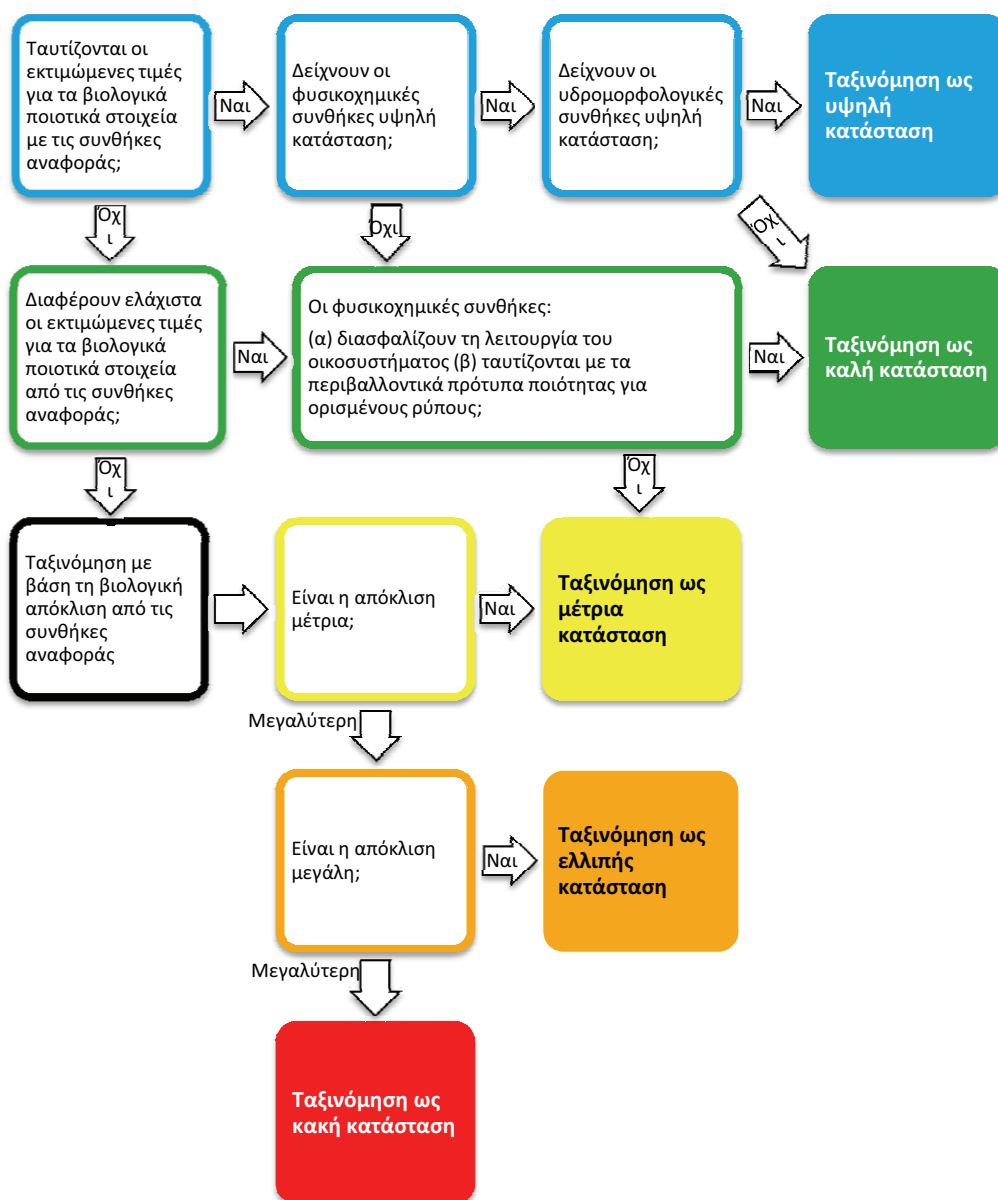 Ταυτίζονται οι
εκτιμώμενες τιμές
για τα βιολογικά
ποιοτικά στοιχεία
με τις συνθήκες
αναφοράς;
Ναι
Δείχνουν οι
φυσικοχημικές
συνθήκες υψηλή
κατάσταση;
Ναι
Δείχνουν οι
υδρομορφολογικές
συνθήκες υψηλή
κατάσταση;
Ναι
Ταξινόμηση ως
υψηλή
κατάσταση
Όχ
ι
Όχι
Όχ
ι
Διαφέρουν ελάχιστα
οι εκτιμώμενες τιμές
για τα βιολογικά
ποιοτικά στοιχεία
από τις συνθήκες
αναφοράς;
Ναι
Οι φυσικοχημικές συνθήκες:
(α) διασφαλίζουν τη λειτουργία του
οικοσυστήματος (β) ταυτίζονται με τα
περιβαλλοντικά πρότυπα ποιότητας για
ορισμένους ρύπους;
Ναι
Ταξινόμηση ως
καλή κατάσταση
Όχ
ι
Όχ
ι
Ταξινόμηση με
βάση τη βιολογική
απόκλιση από τις
συνθήκες
αναφοράς
Είναι η απόκλιση
μέτρια;
Ναι
Ταξινόμηση ως
μέτρια
κατάσταση
Μεγαλύτερη
Είναι η απόκλιση
μεγάλη;
Ναι
Ταξινόμηση ως
ελλιπής
κατάσταση
Μεγαλύτερη
Ταξινόμηση ως
κακή κατάσταση